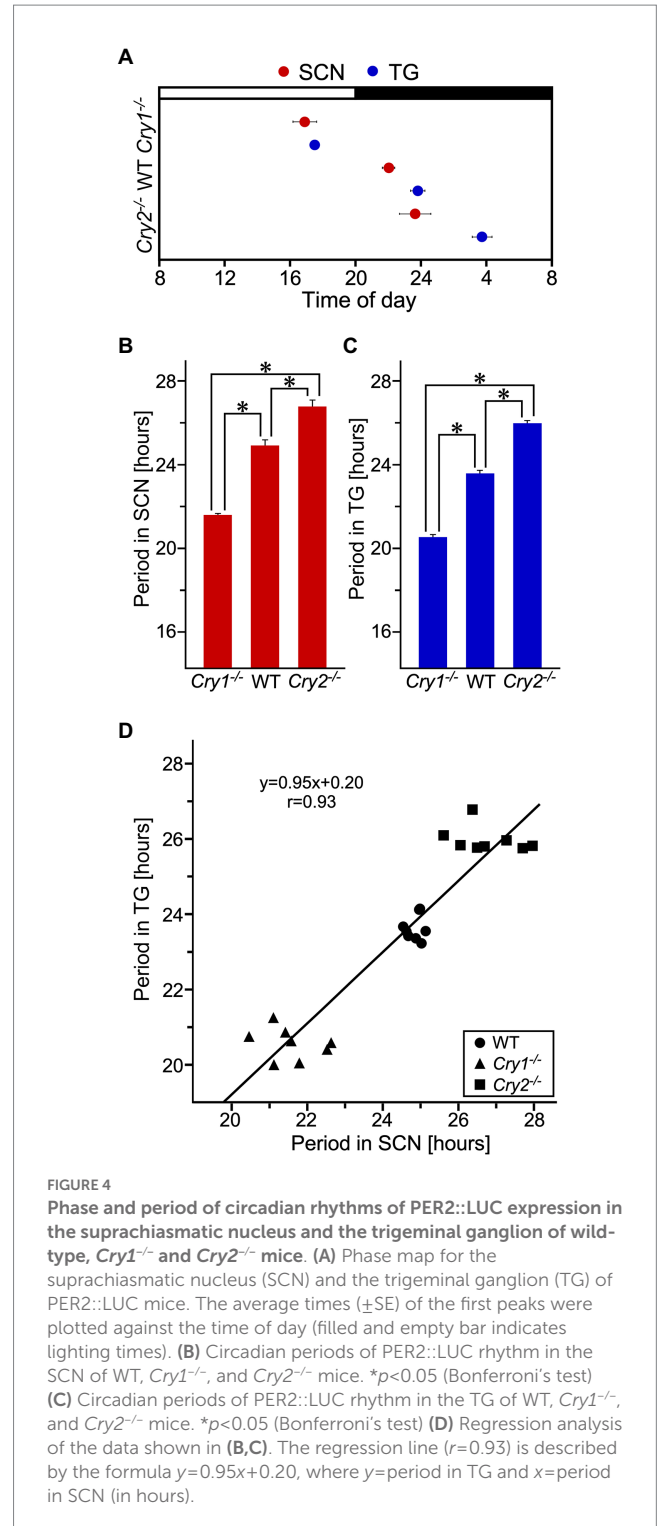 A
SCN TG
Cry2-/- WT Cry1-/-
8 12 16 20 24 4 8
Time of day
B
Period in SCN [hours]
28
24
20
16
* * *
Cry1-/- WT Cry2-/-
C
Period in TG [hours]
28
24
20
16
* * *
Cry1-/- WT Cry2-/-
D
y=0.95x+0.20
r=0.93
Period in TG [hours]
28
26
24
22
20
WT
Cry1-/-
Cry2-/-
20 22 24 26 28
Period in SCN [hours]
FIGURE 4
Phase and period of circadian rhythms of PER2::LUC expression in
the suprachiasmatic nucleus and the trigeminal ganglion of wild-
type, Cry1−/− and Cry2−/− mice. (A) Phase map for the
suprachiasmatic nucleus (SCN) and the trigeminal ganglion (TG) of
PER2::LUC mice. The average times (±SE) of the first peaks were
plotted against the time of day (filled and empty bar indicates
lighting times). (B) Circadian periods of PER2::LUC rhythm in the
SCN of WT, Cry1−/−, and Cry2−/− mice. *p<0.05 (Bonferroni's test)
(C) Circadian periods of PER2::LUC rhythm in the TG of WT, Cry1−/−,
and Cry2−/− mice. *p<0.05 (Bonferroni's test) (D) Regression analysis
of the data shown in (B,C). The regression line (r=0.93) is described
by the formula y=0.95x+0.20, where y=period in TG and x=period
in SCN (in hours).